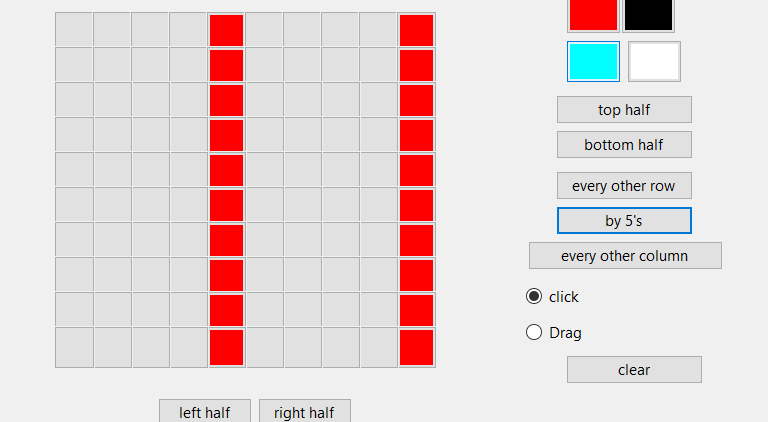 top half
bottom half
every other row
by 5's
every other column
click
Drag
clear
left half
right half